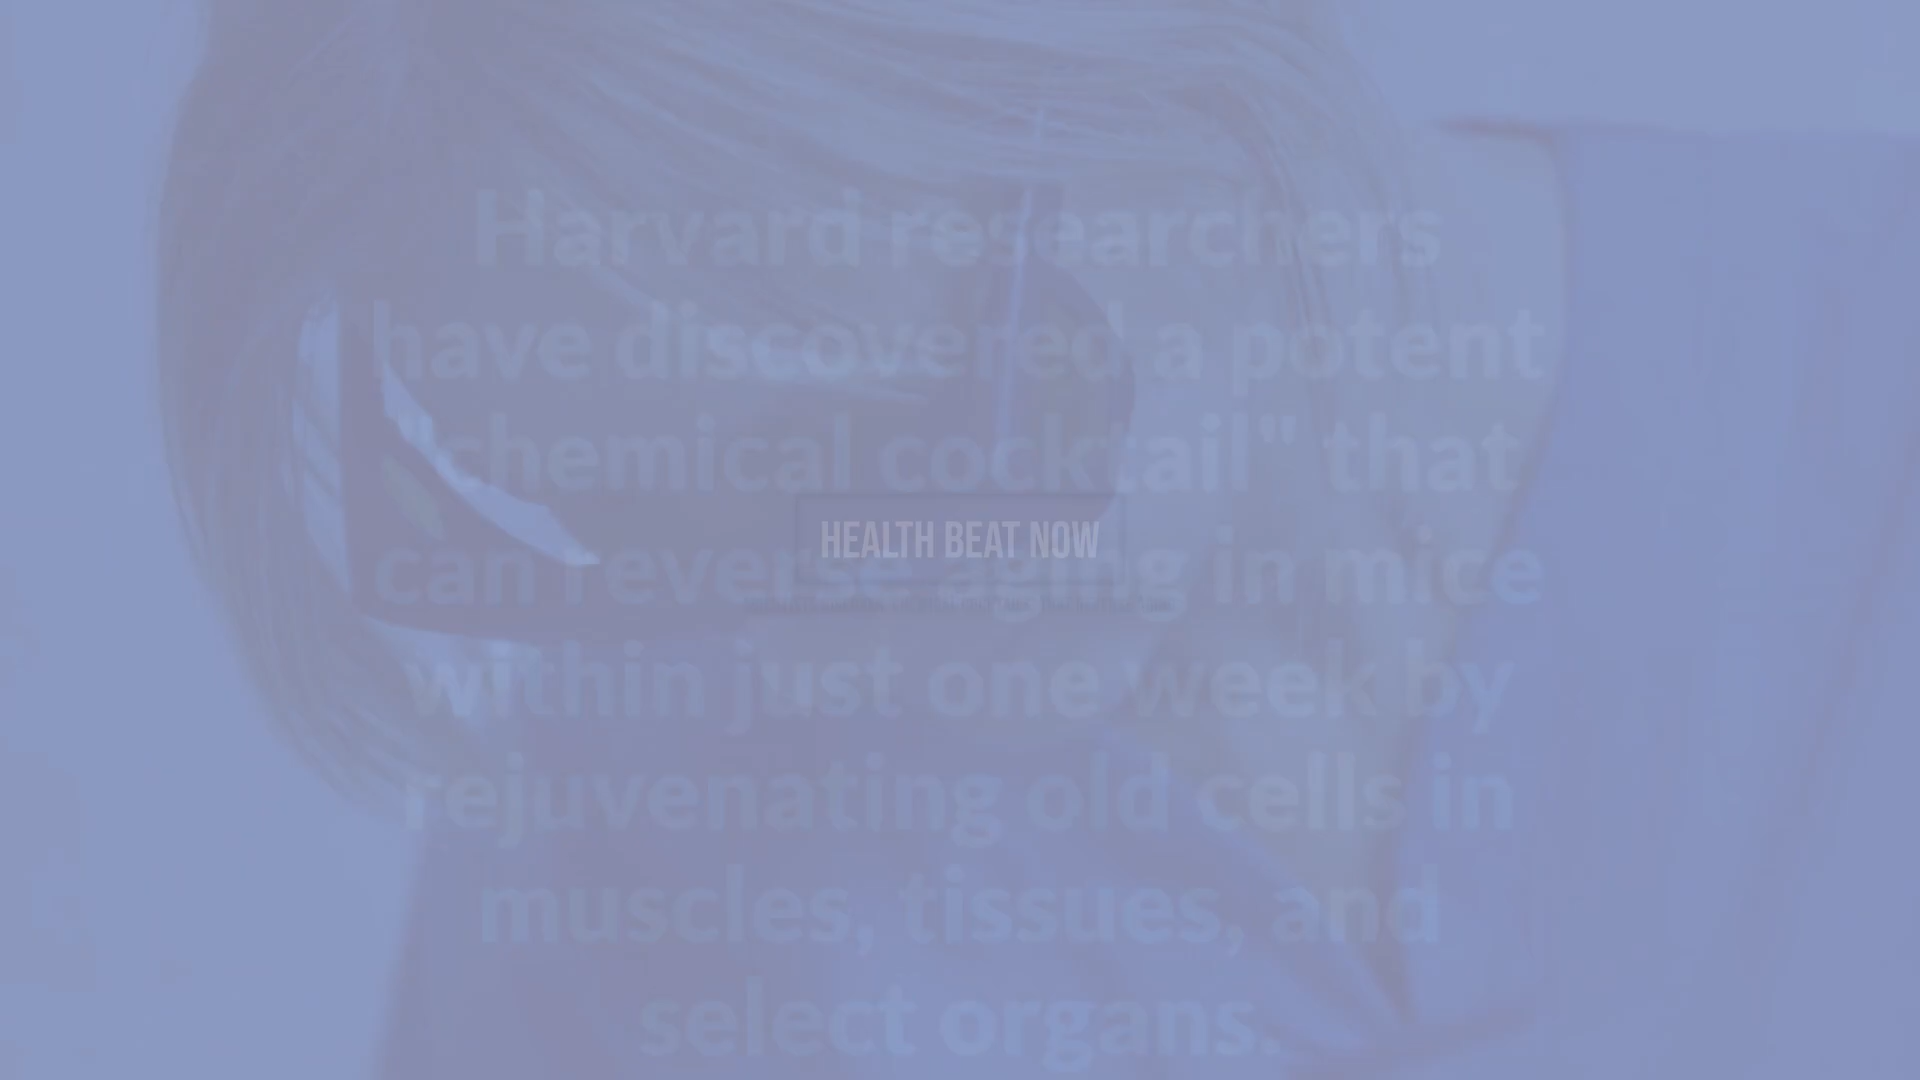 Harvard researchers
have discovered a potent
chemical cocktail" that
HEALTH BEAT NOW
can reverse aging in mice
within just one week by
rejuvenating old cells in
muscles, tissues, and
select organs.